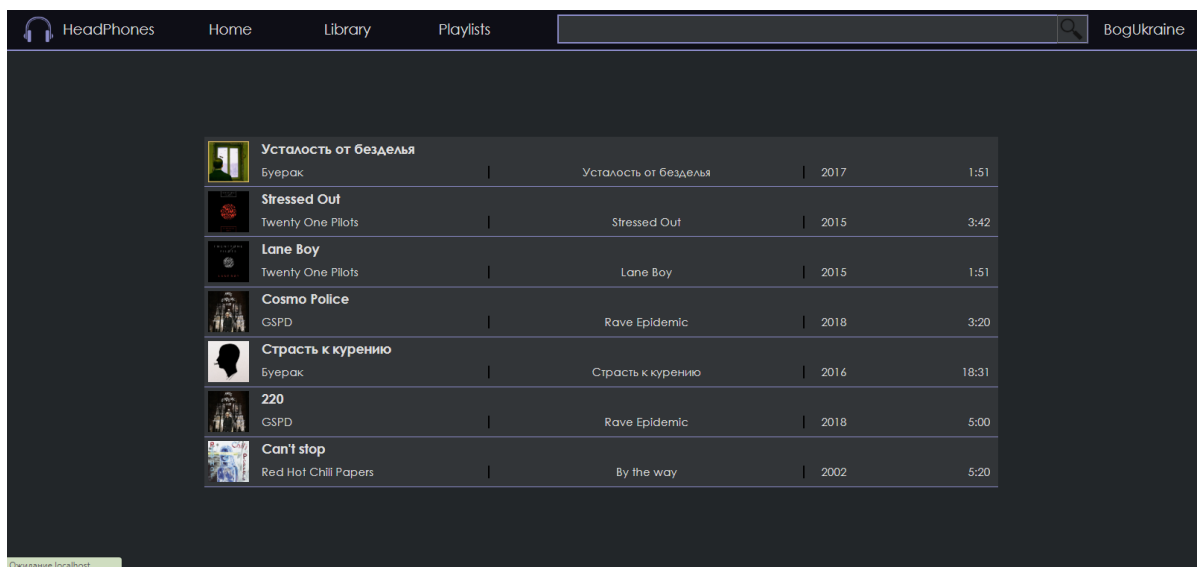 HeadPhones Home Library Playlists BogUkraine
Усталость от безделья
Буерак | Усталость от безделья | 2017 1:51
Stressed Out
Twenty One Pilots | Stressed Out | 2015 3:42
Lane Boy
Twenty One Pilots | Lane Boy | 2015 1:51
Cosmo Police
GSPD | Rave Epidemic | 2018 3:20
Страсть к курению
Буерак | Страсть к курению | 2016 18:31
220
GSPD | Rave Epidemic | 2018 5:00
Can't stop
Red Hot Chili Papers | By the way | 2002 5:20
Ожидание localhost